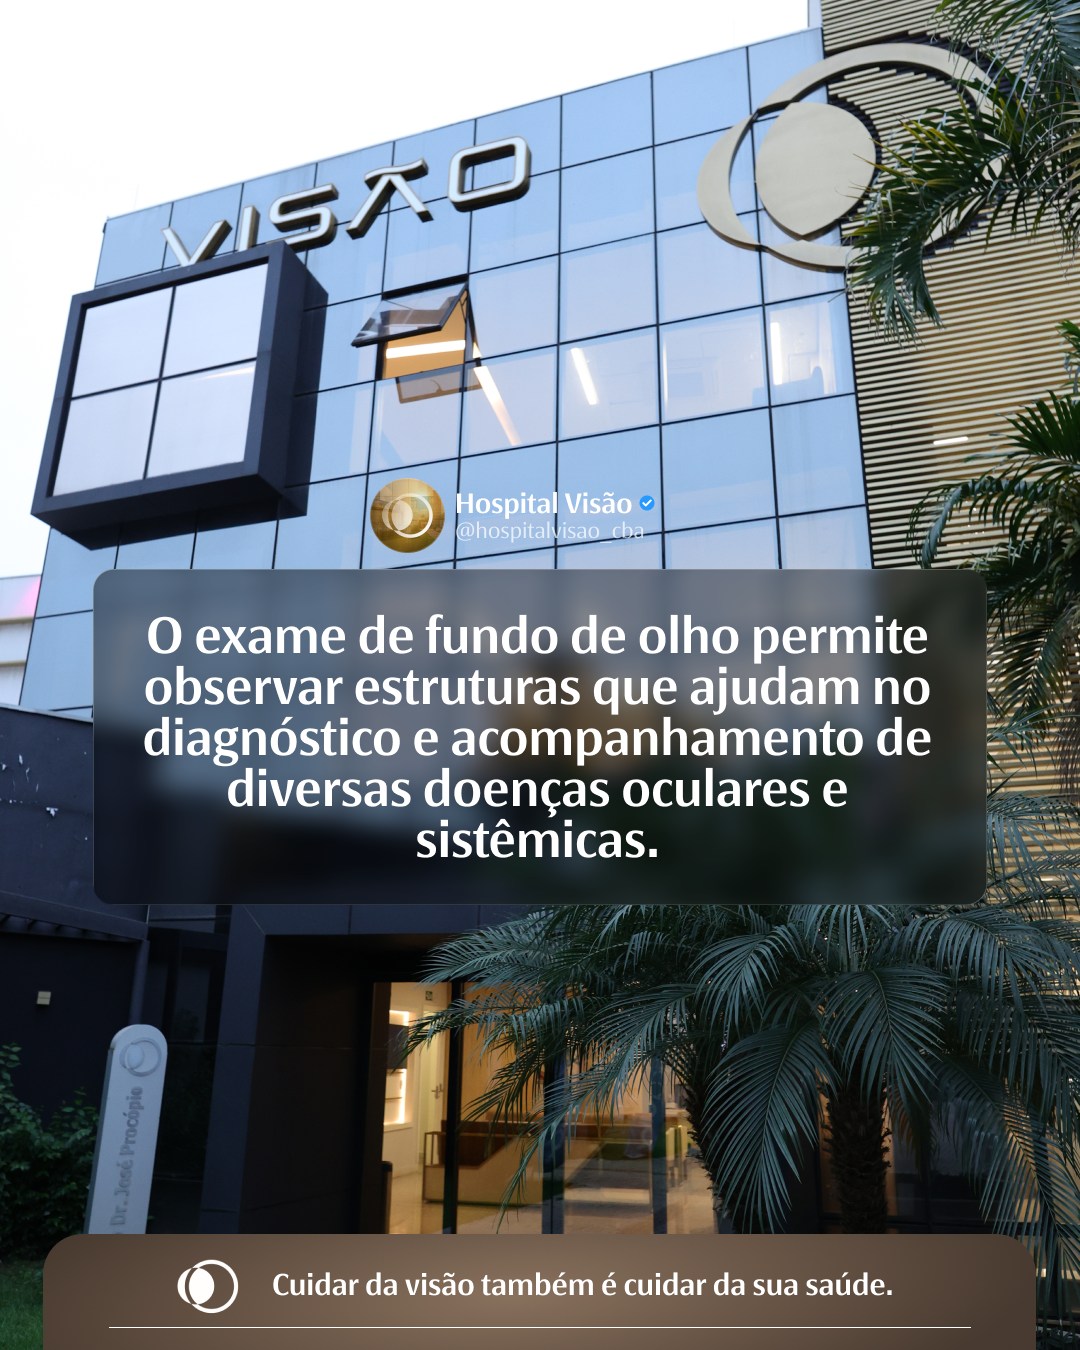 VISÃO
Hospital Visão
@hospitalvisao_cba
O exame de fundo de olho permite
observar estruturas que ajudam no
diagnóstico e acompanhamento de
diversas doenças oculares e
sistêmicas.
Dr. José Procópio
Cuidar da visão também é cuidar da sua saúde.